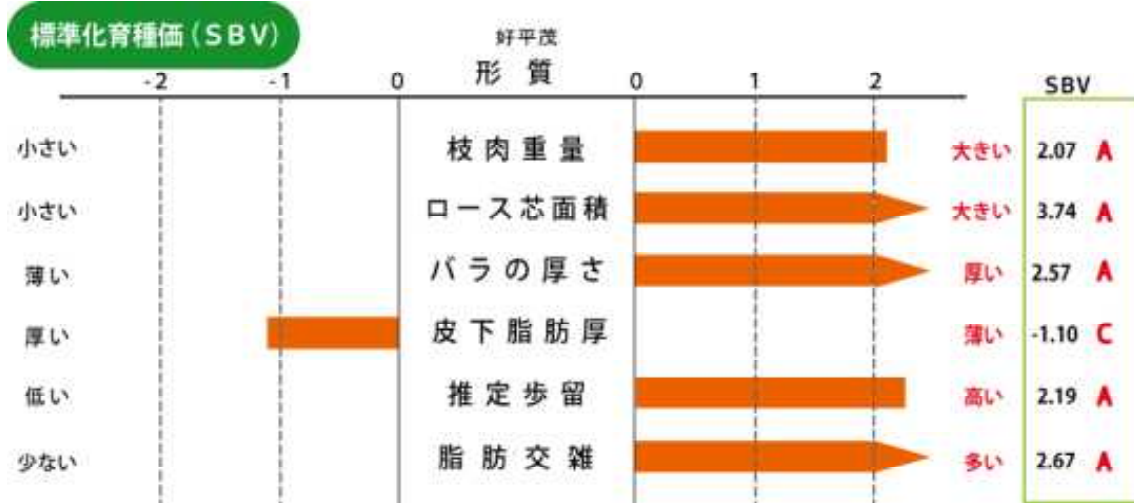 標準化育種価(SBV)
好平茂
-2 -1 0 形質 0 1 2 SBV
小さい 枝肉重量 大きい 2.07 A
小さい ロース芯面積 大きい 3.74 A
薄い バラの厚さ 厚い 2.57 A
厚い 皮下脂肪厚 薄い -1.10 C
低い 推定歩留 高い 2.19 A
少ない 脂肪交雑 多い 2.67 A